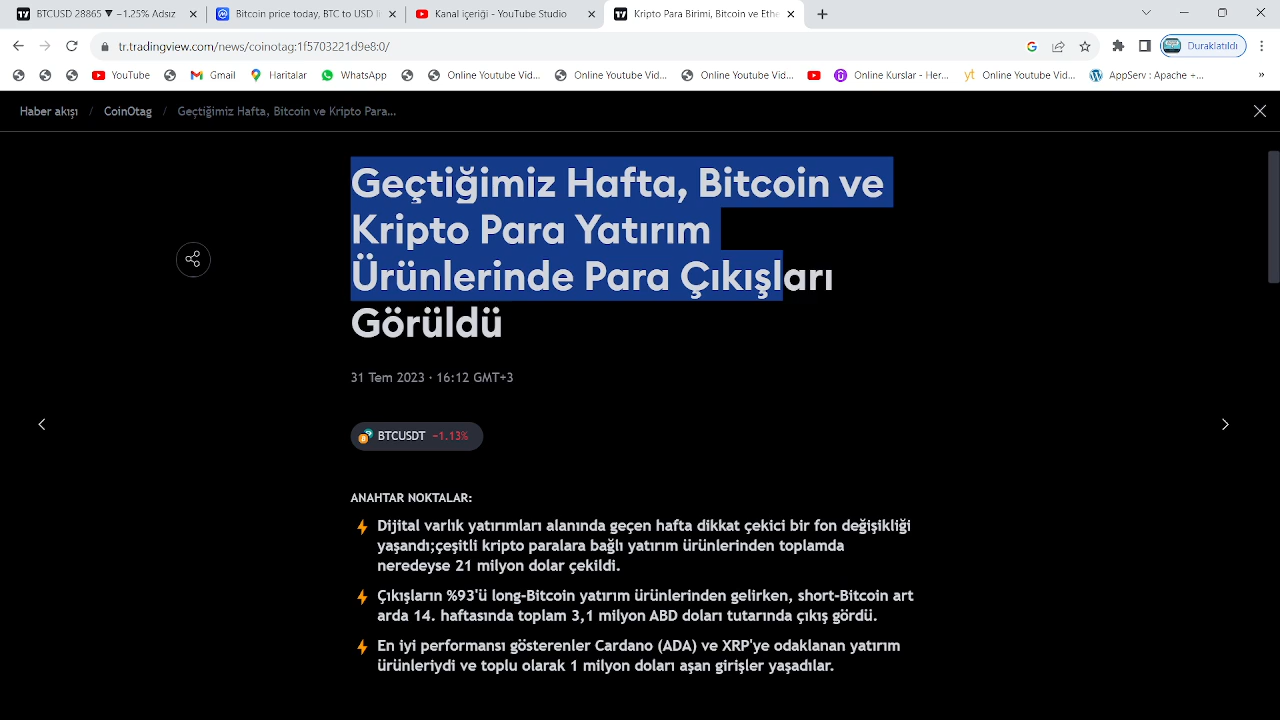 BTCUSD 28865 ▼ −1.25% Adsız
Bitcoin price today, BTC to USD li
Kanal içeriği - YouTube Studio
Kripto Para Birimi, Bitcoin ve Ethe
tr.tradingview.com/news/coinotag:1f5703221d9e8:0/
Duraklatıldı
YouTube
Gmail
Haritalar
WhatsApp
Online Youtube Vid...
Online Youtube Vid...
Online Youtube Vid...
Online Kurslar - Her...
yt Online Youtube Vid...
AppServ : Apache +...
»
Haber akışı / CoinOtag / Geçtiğimiz Hafta, Bitcoin ve Kripto Para...
Geçtiğimiz Hafta, Bitcoin ve
Kripto Para Yatırım
Ürünlerinde Para Çıkışları
Görüldü
31 Tem 2023 · 16:12 GMT+3
BTCUSDT −1.13%
ANAHTAR NOKTALAR:
Dijital varlık yatırımları alanında geçen hafta dikkat çekici bir fon değişikliği
yaşandı;çeşitli kripto paralara bağlı yatırım ürünlerinden toplamda
neredeyse 21 milyon dolar çekildi.
Çıkışların %93'ü long-Bitcoin yatırım ürünlerinden gelirken, short-Bitcoin art
arda 14. haftasında toplam 3,1 milyon ABD doları tutarında çıkış gördü.
En iyi performansı gösterenler Cardano (ADA) ve XRP'ye odaklanan yatırım
ürünleriydi ve toplu olarak 1 milyon doları aşan girişler yaşadılar.